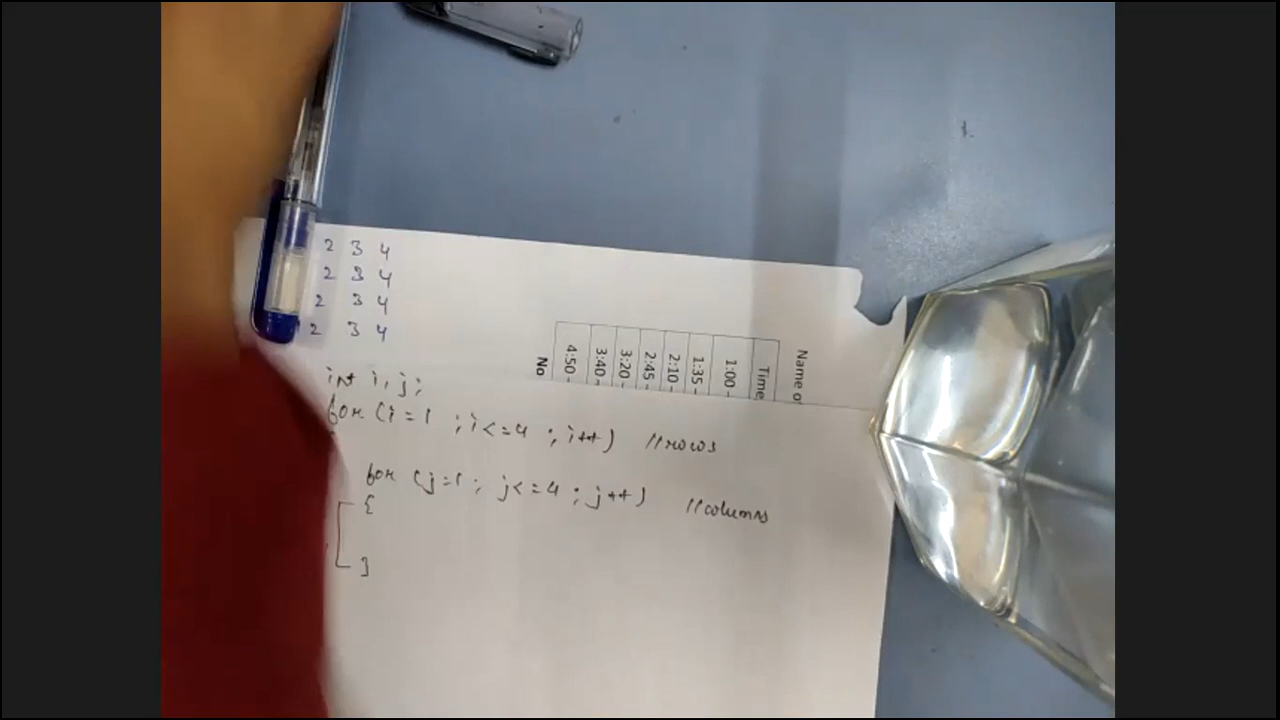 2 3 4
2 3 4
2 3 4
2 3 4
int i, j;
for (i=1 ; i<=4 ; i++) //rows
{
for (j=1; j<=4 ; j++) //columns
{
}
Name o
Time
1:00 -
1:35 -
2:10 -
2:45 -
3:20 -
3:40 -
4:50 -
No